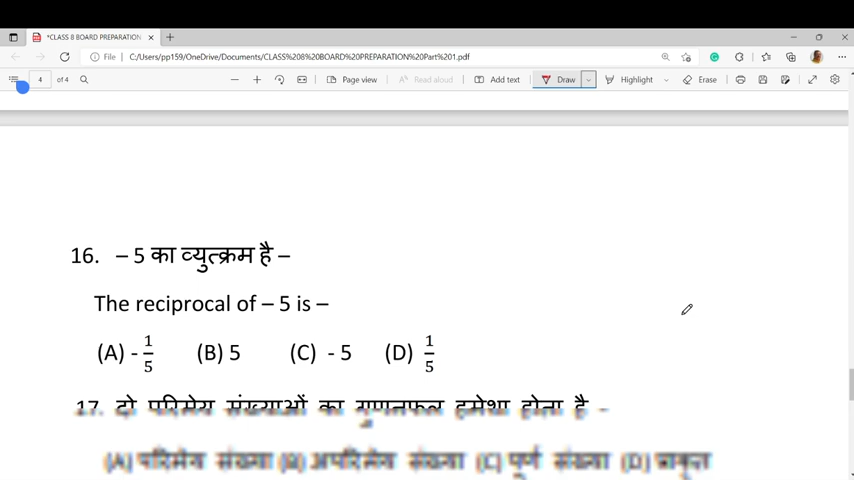 *CLASS 8 BOARD PREPARATION
File C:/Users/pp159/OneDrive/Documents/CLASS%208%20BOARD%20PREPARATION%20Part%201.pdf
4 of 4 Page view Read aloud Add text Draw Highlight Erase
16. – 5 का व्युत्क्रम है –
The reciprocal of – 5 is –
(A) - 1/5 (B) 5 (C) - 5 (D) 1/5
17. दो परिमेय संख्याओं का गुणनफल हमेशा होता है -
(A) परिमेय संख्या (B) अपरिमेय संख्या (C) पूर्ण संख्या (D) प्राकृत